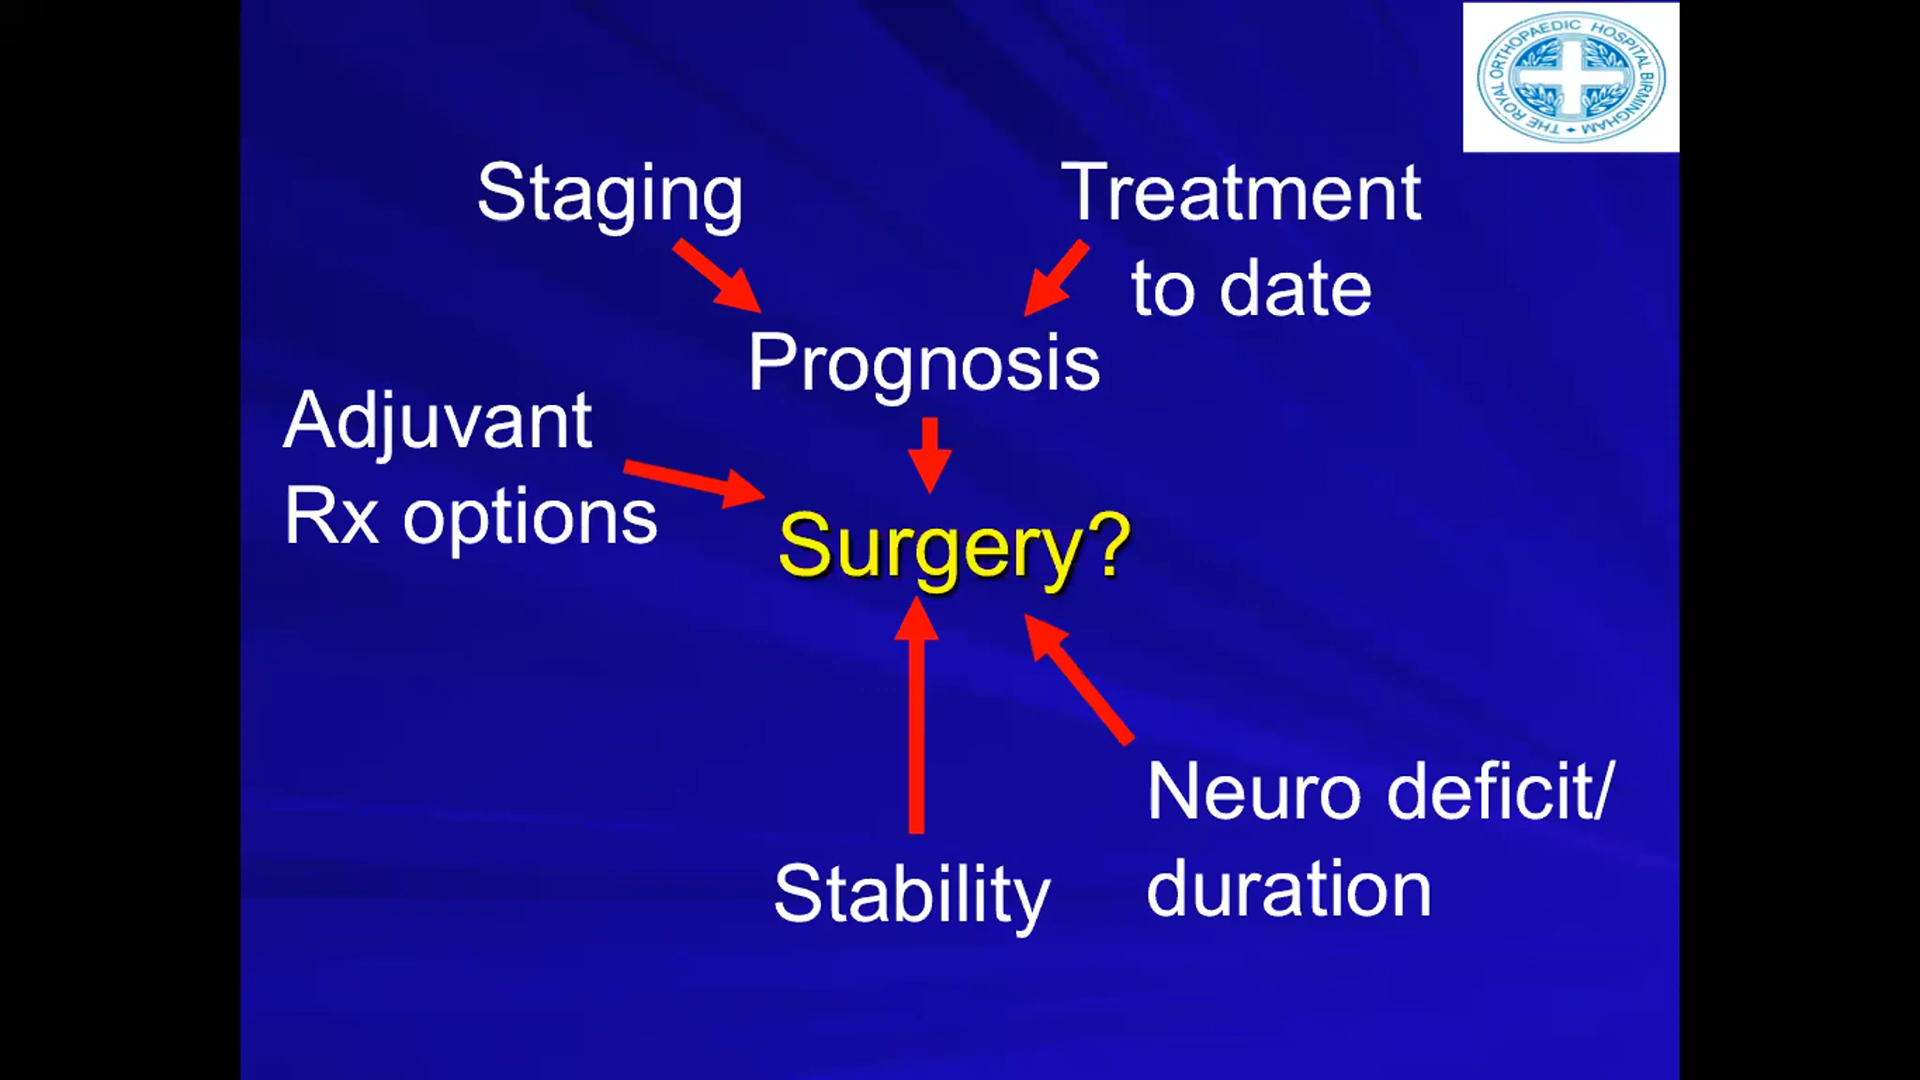 THE ROYAL ORTHOPAEDIC HOSPITAL BIRMINGHAM
Staging
Treatment
to date
Prognosis
Adjuvant
Rx options
Surgery?
Neuro deficit/
duration
Stability